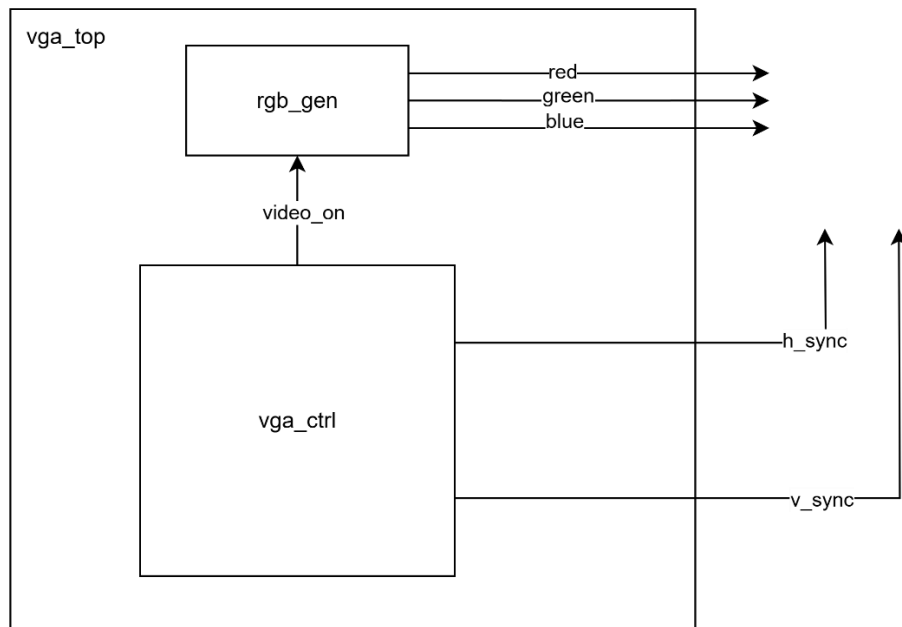 vga_top
rgb_gen
red
green
blue
video_on
vga_ctrl
h_sync
v_sync